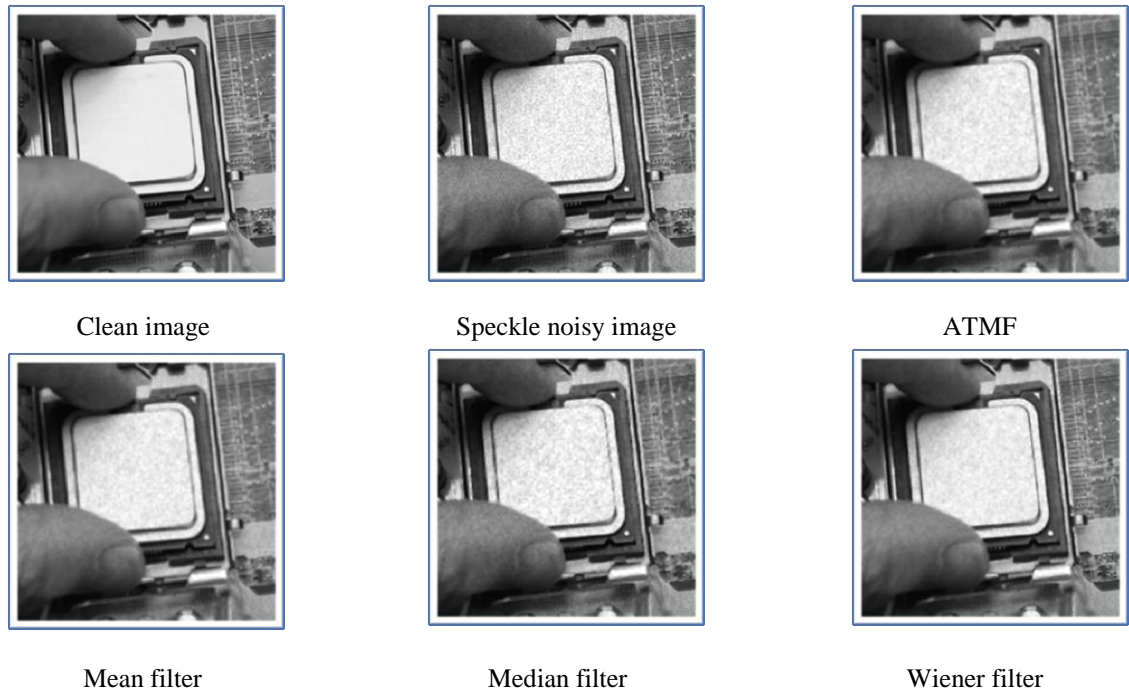 Clean image
Speckle noisy image
ATMF
Mean filter
Median filter
Wiener filter